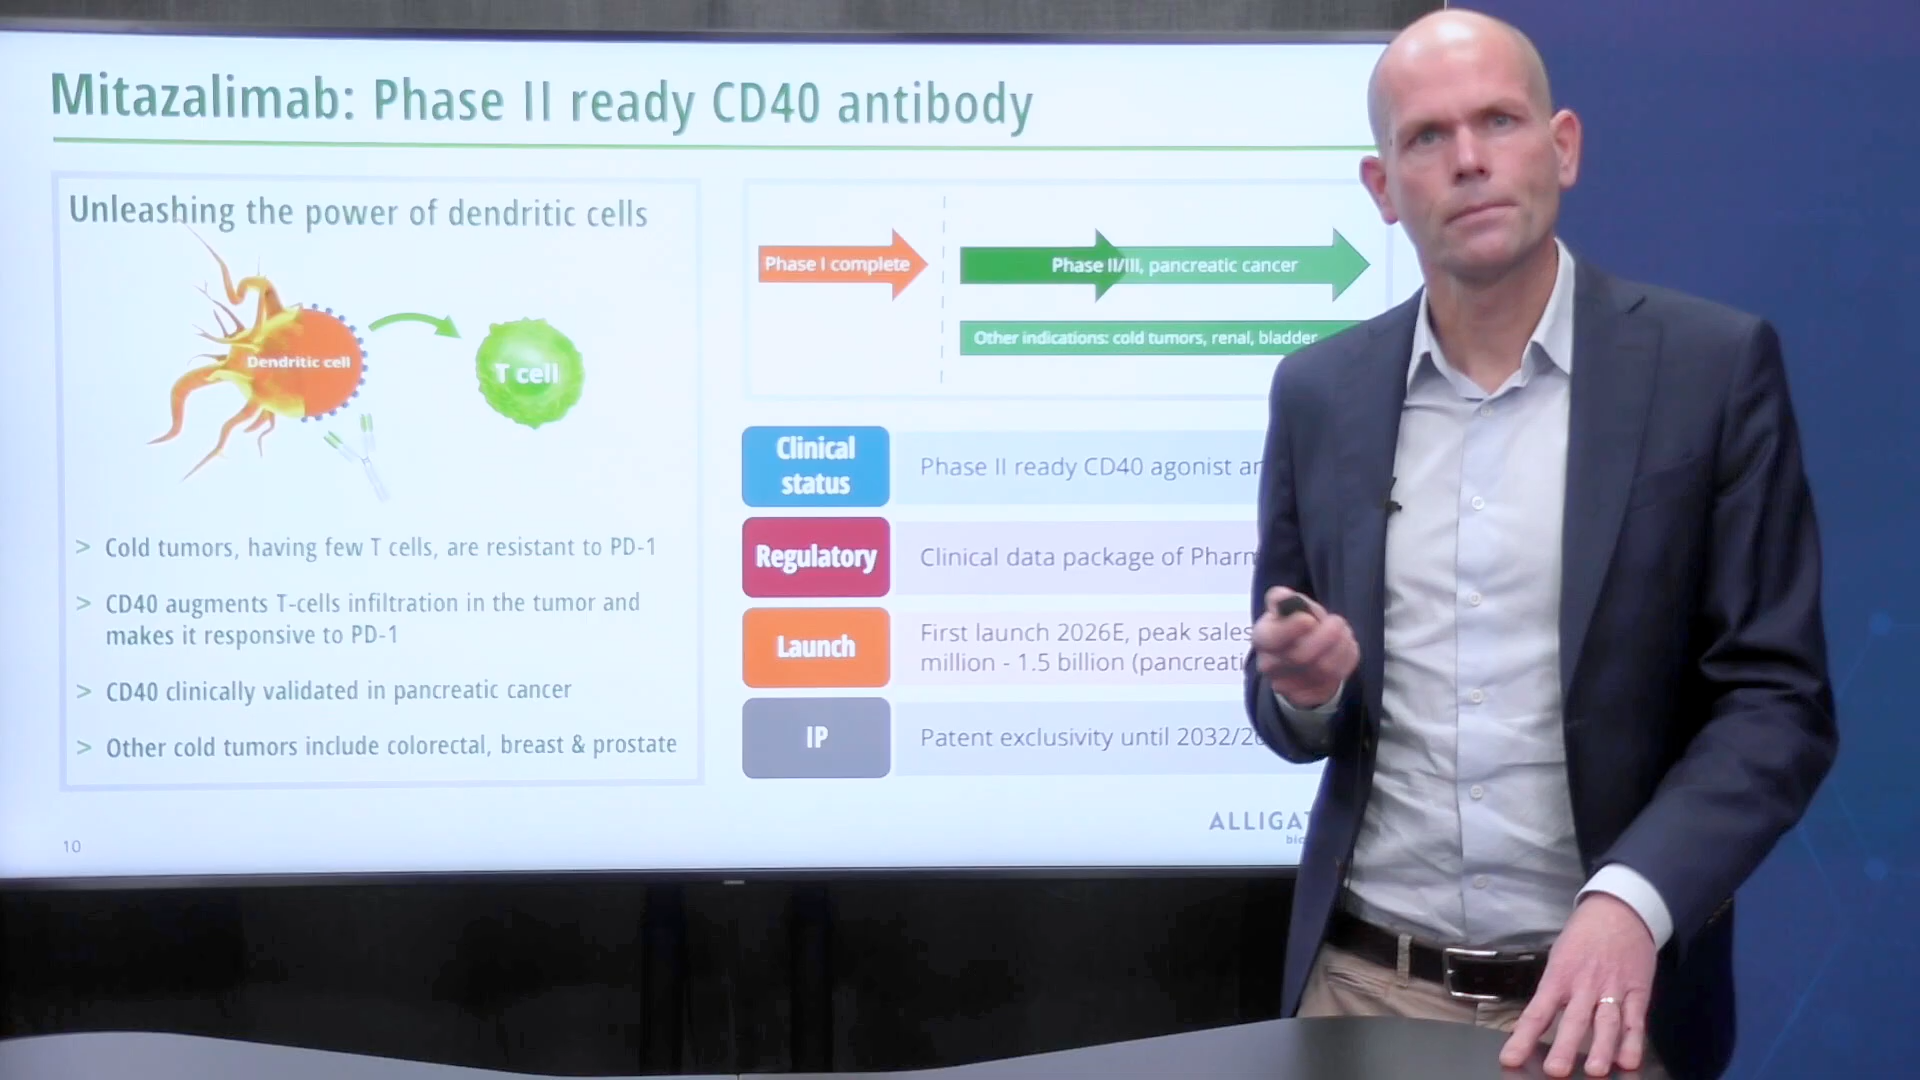 Mitazalimab: Phase II ready CD40 antibody
Unleashing the power of dendritic cells
Dendritic cell
T cell
> Cold tumors, having few T cells, are resistant to PD-1
> CD40 augments T-cells infiltration in the tumor and
makes it responsive to PD-1
> CD40 clinically validated in pancreatic cancer
> Other cold tumors include colorectal, breast & prostate
Phase I complete
Phase II/III, pancreatic cancer
Other indications: cold tumors, renal, bladder
Clinical
status
Phase II ready CD40 agonist
Regulatory
Clinical data package of
Launch
First launch 2026E, peak sales
million - 1.5 billion
IP
Patent exclusivity until
10